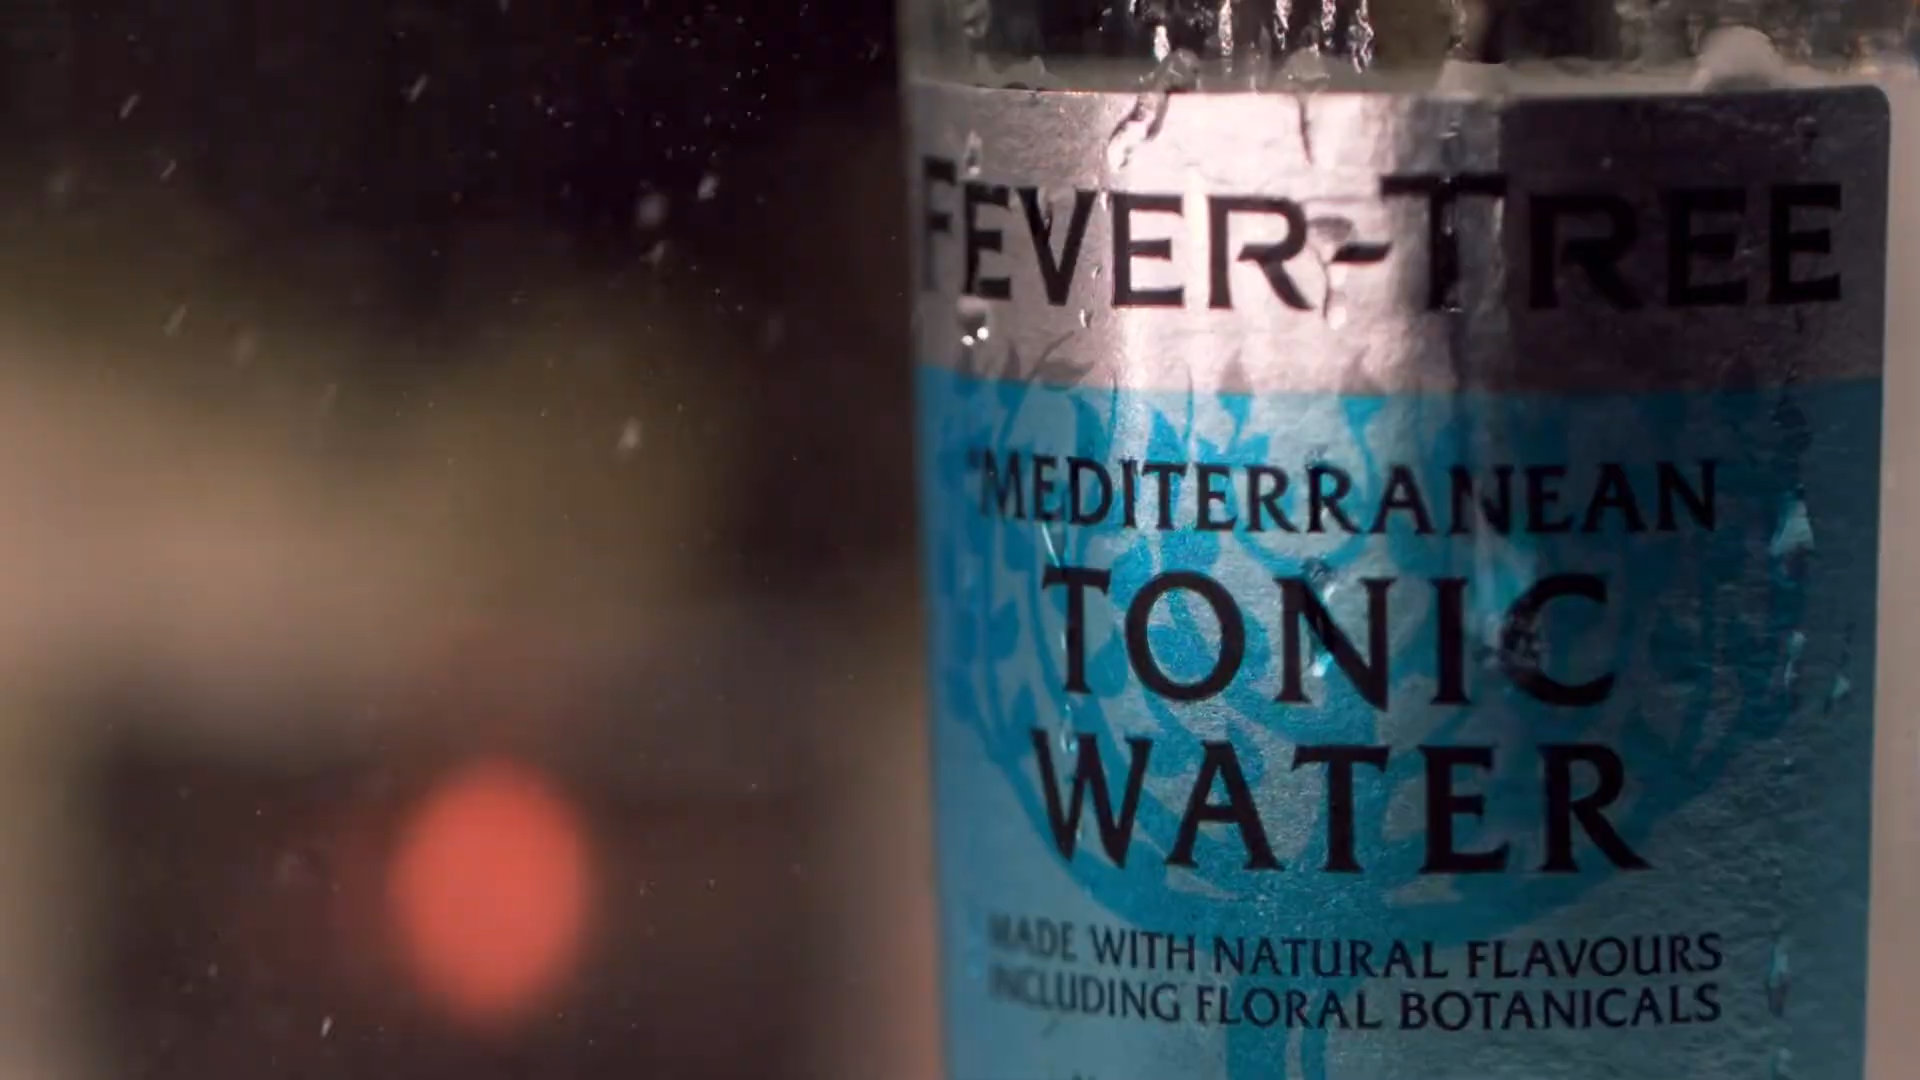 FEVER-TREE
MEDITERRANEAN
TONIC
WATER
MADE WITH NATURAL FLAVOURS
INCLUDING FLORAL BOTANICALS